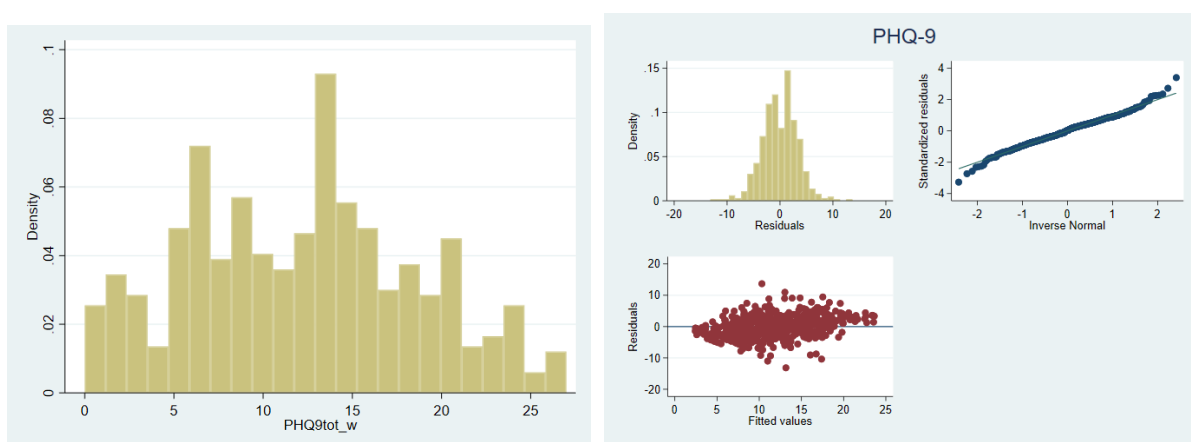 .1
.08
.06
.04
.02
0
Density
0 5 10 15 20 25
PHQ9tot_w
PHQ-9
.15
.1
.05
0
Density
-20 -10 0 10 20
Residuals
4
2
0
-2
-4
Standardized residuals
-2 -1 0 1 2
Inverse Normal
20
10
0
-10
-20
Residuals
0 5 10 15 20 25
Fitted values